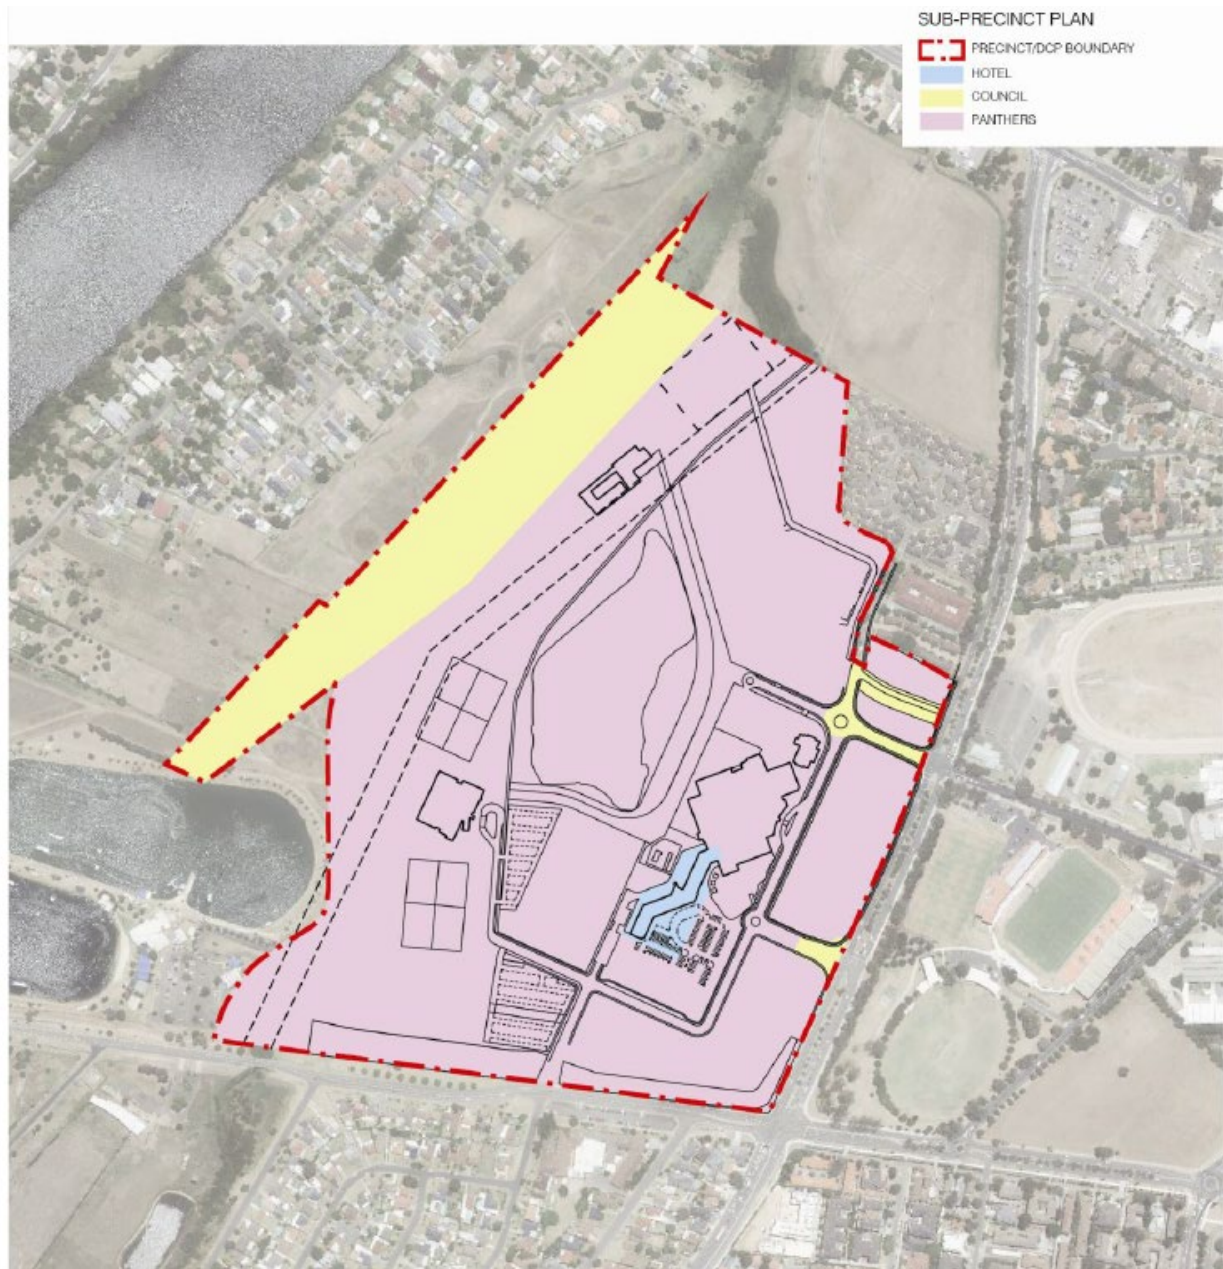 SUB-PRECINCT PLAN
PRECINCT/DCP BOUNDARY
HOTEL
COUNCIL
PANTHERS